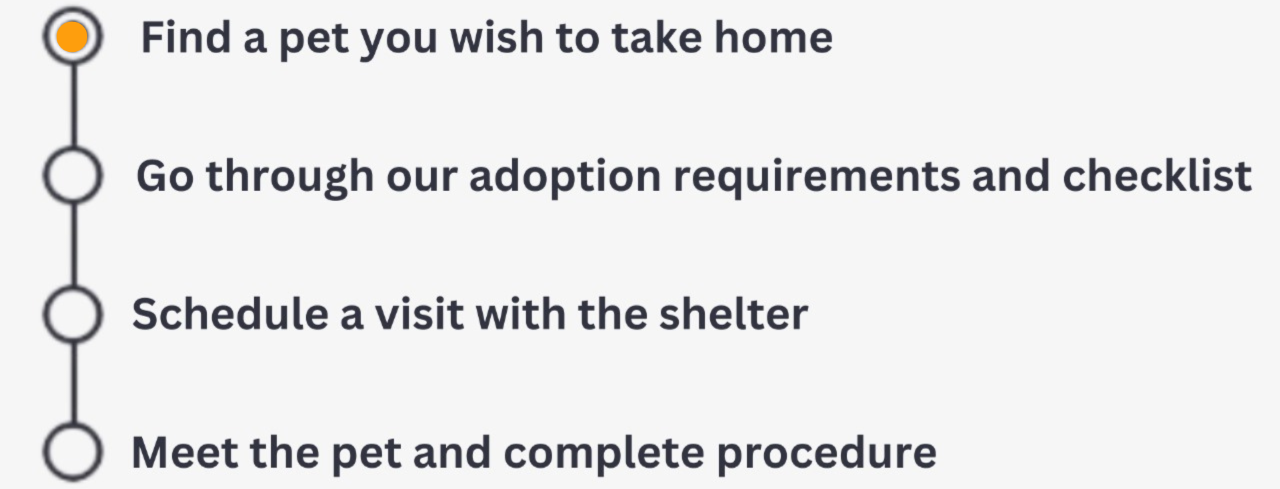 Find a pet you wish to take home
Go through our adoption requirements and checklist
Schedule a visit with the shelter
Meet the pet and complete procedure